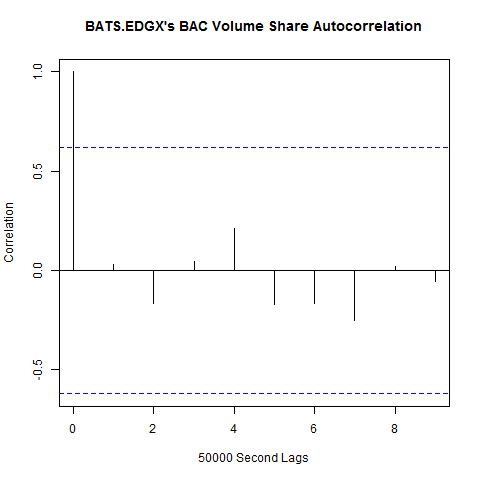 BATS.EDGX's BAC Volume Share Autocorrelation
1.0
0.5
0.0
-0.5
Correlation
0 2 4 6 8
50000 Second Lags